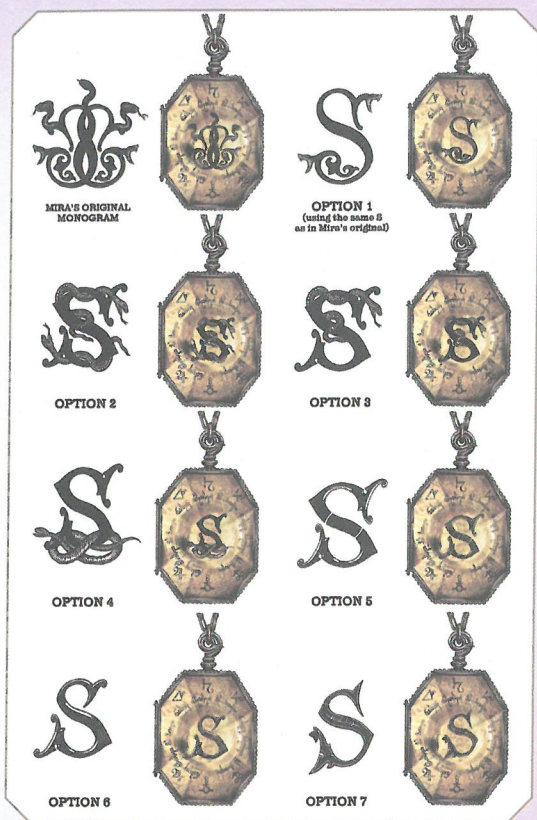 MIRA'S ORIGINAL
MONOGRAM
OPTION 1
(using the same S
as in Mira's original)
S
OPTION 2
S
OPTION 3
S
OPTION 4
S
OPTION 5
S
OPTION 6
S
OPTION 7
S